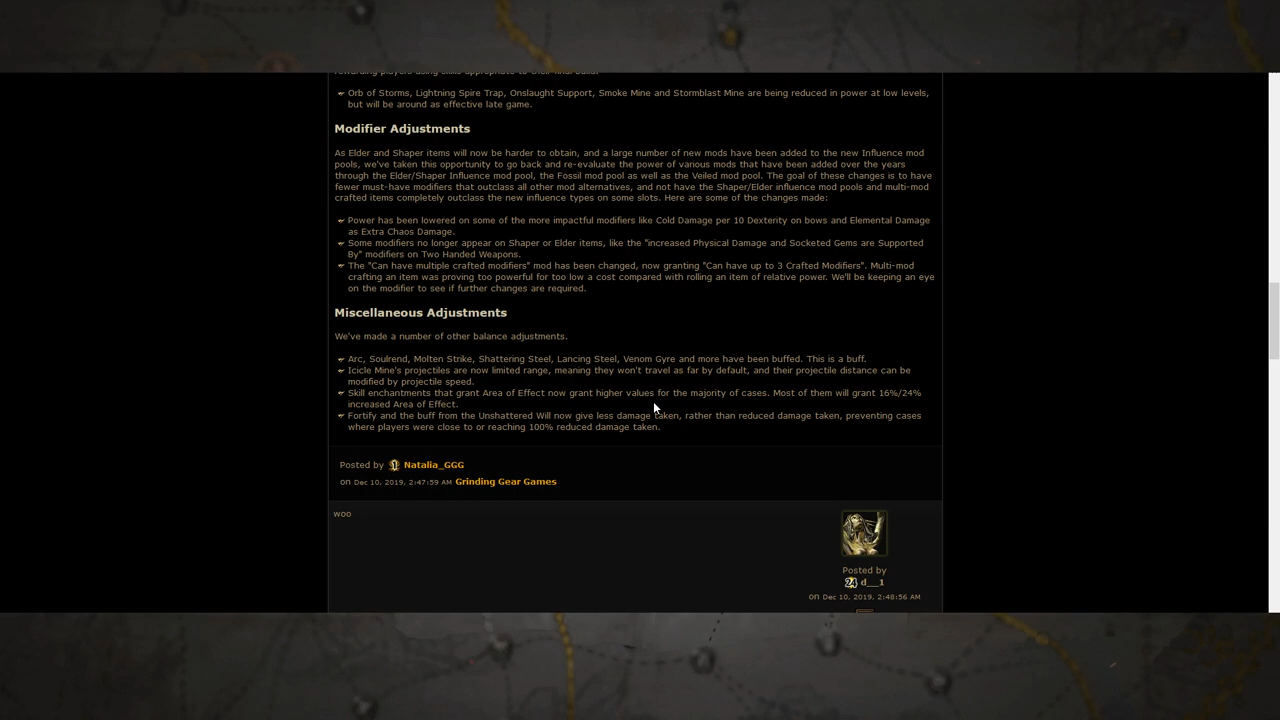 rewarding players using skills appropriate to their final build.
Orb of Storms, Lightning Spire Trap, Onslaught Support, Smoke Mine and Stormblast Mine are being reduced in power at low levels,
but will be around as effective late game.
Modifier Adjustments
As Elder and Shaper items will now be harder to obtain, and a large number of new mods have been added to the new Influence mod
pools, we've taken this opportunity to go back and re-evaluate the power of various mods that have been added over the years
through the Elder/Shaper Influence mod pool, the Fossil mod pool as well as the Veiled mod pool. The goal of these changes is to have
fewer must-have modifiers that outclass all other mod alternatives, and not have the Shaper/Elder influence mod pools and multi-mod
crafted items completely outclass the new influence types on some slots. Here are some of the changes made:
Power has been lowered on some of the more impactful modifiers like Cold Damage per 10 Dexterity on bows and Elemental Damage
as Extra Chaos Damage.
Some modifiers no longer appear on Shaper or Elder items, like the "increased Physical Damage and Socketed Gems are Supported
By" modifiers on Two Handed Weapons.
The "Can have multiple crafted modifiers" mod has been changed, now granting "Can have up to 3 Crafted Modifiers". Multi-mod
crafting an item was proving too powerful for too low a cost compared with rolling an item of relative power. We'll be keeping an eye
on the modifier to see if further changes are required.
Miscellaneous Adjustments
We've made a number of other balance adjustments.
Arc, Soulrend, Molten Strike, Shattering Steel, Lancing Steel, Venom Gyre and more have been buffed. This is a buff.
Icicle Mine's projectiles are now limited range, meaning they won't travel as far by default, and their projectile distance can be
modified by projectile speed.
Skill enchantments that grant Area of Effect now grant higher values for the majority of cases. Most of them will grant 16%/24%
increased Area of Effect.
Fortify and the buff from the Unshattered Will now give less damage taken, rather than reduced damage taken, preventing cases
where players were close to or reaching 100% reduced damage taken.
Posted by Natalia_GGG
on Dec 10, 2019, 2:47:59 AM Grinding Gear Games
woo
Posted by
d__1
on Dec 10, 2019, 2:48:56 AM